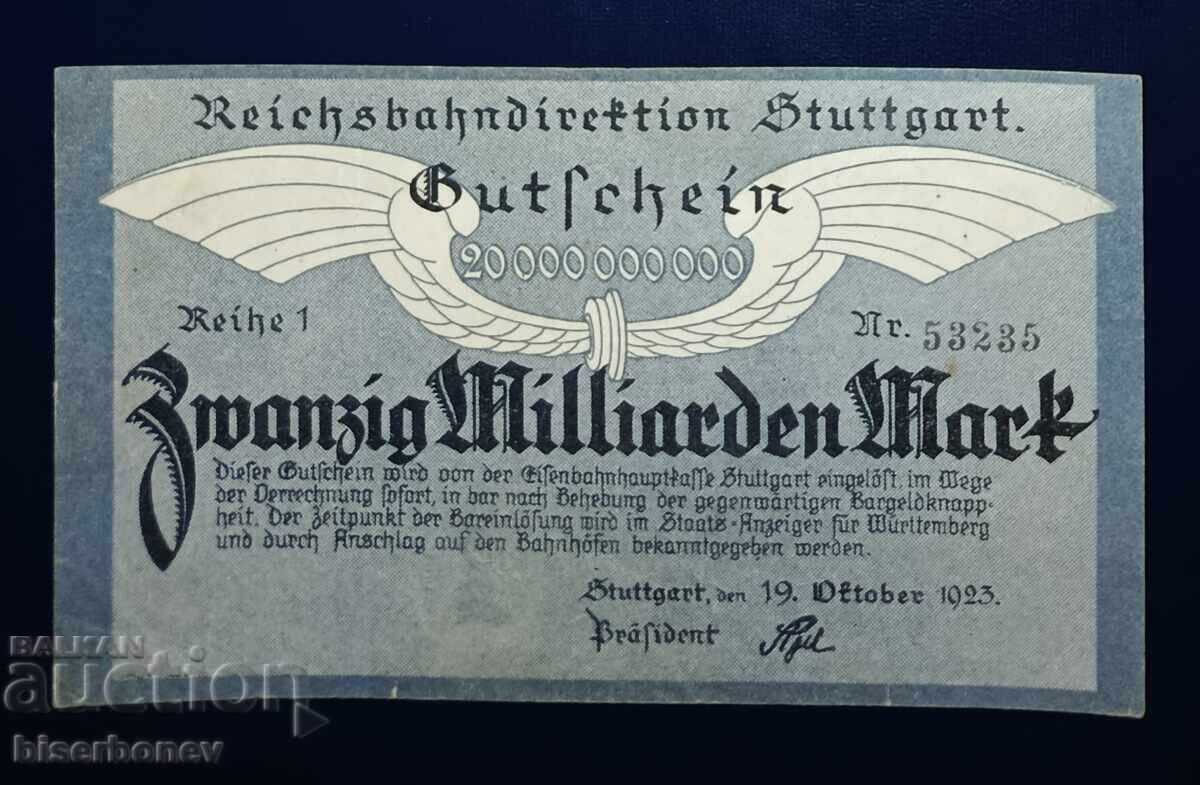 Reichsbahndirektion Stuttgart.
Gutschein
20 000 000 000
Reihe 1
Nr. 53235
Zwanzig Milliarden Mark
Dieser Gutschein wird von der Eisenbahnhauptkasse Stuttgart eingelöst, im Wege
der Verrechnung sofort, in bar nach Behebung der gegenwärtigen Bargeldknapp-
heit. Der Zeitpunkt der Bareinlösung wird im Staats-Anzeiger für Württemberg
und durch Anschlag auf den Bahnhöfen bekanntgegeben werden.
Stuttgart, den 19. Oktober 1923.
Präsident
BALKAN
auction
biserbonev